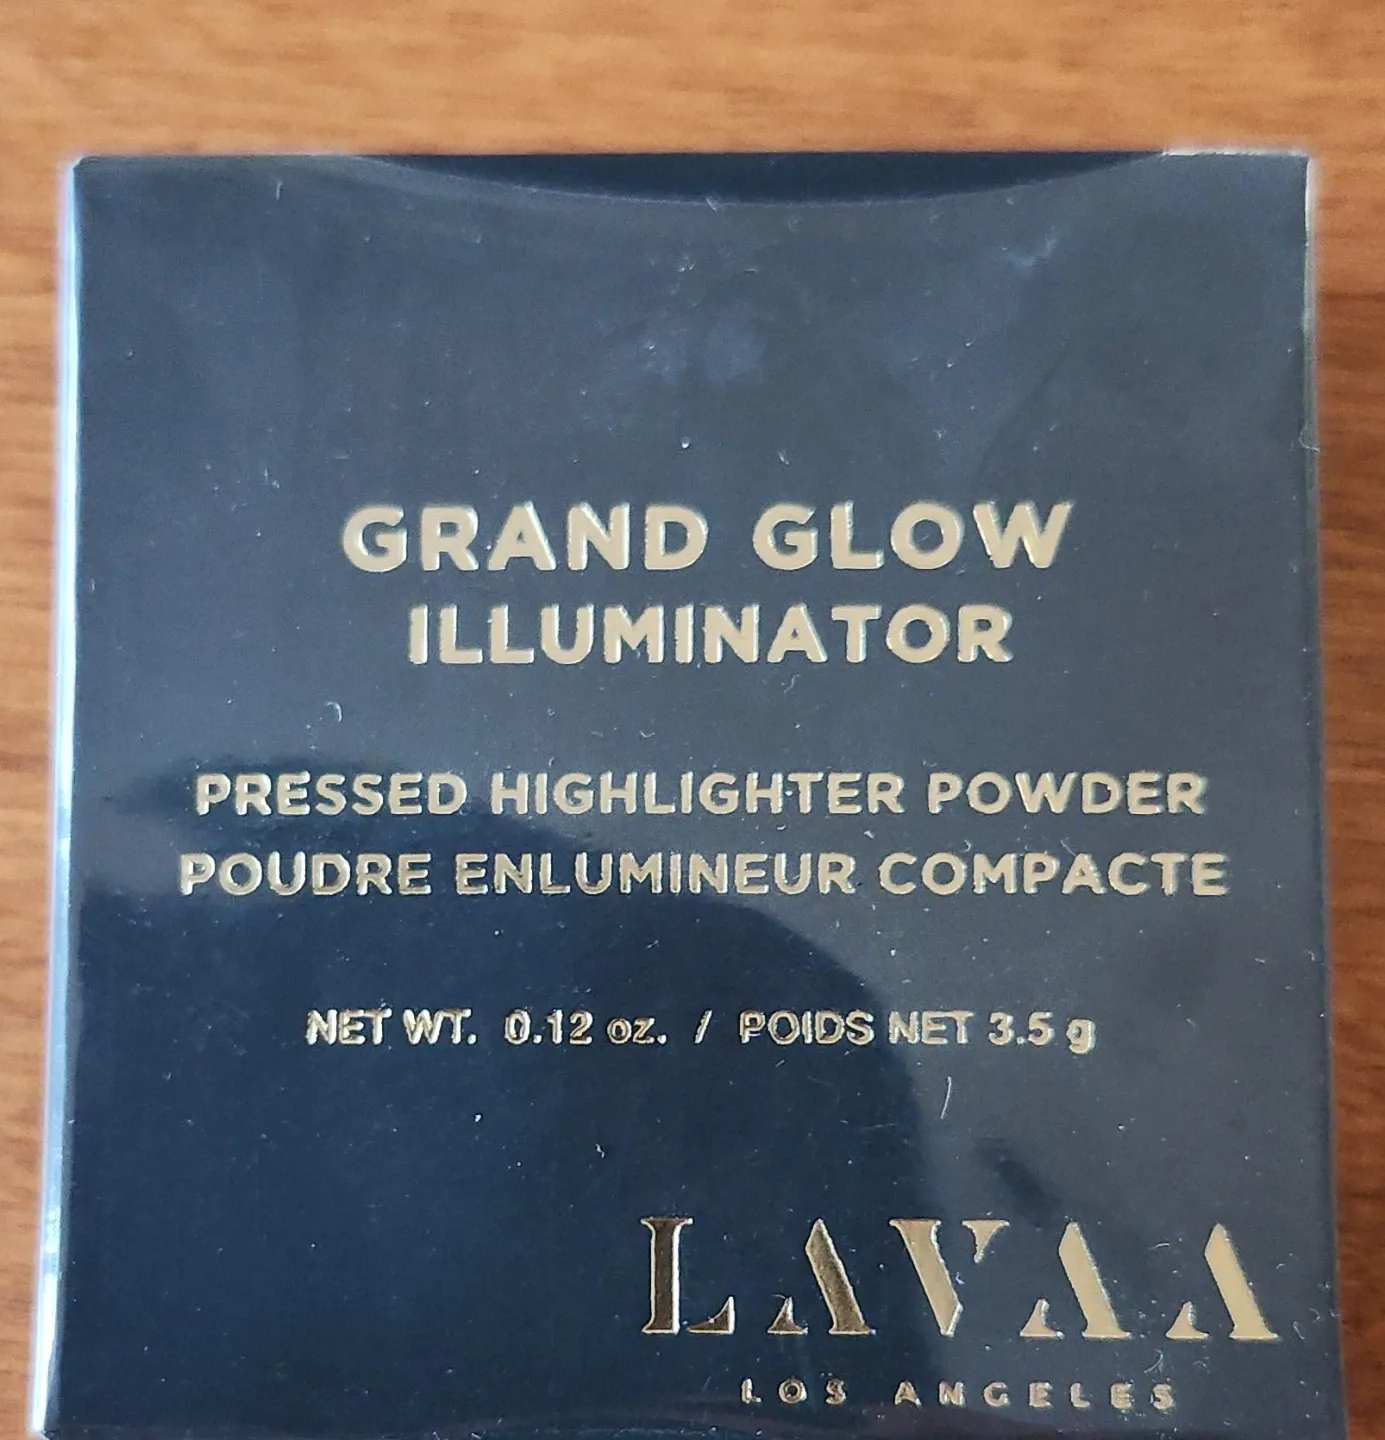 GRAND GLOW
ILLUMINATOR
PRESSED HIGHLIGHTER POWDER
POUDRE ENLUMINEUR COMPACTE
NET WT. 0.12 oz. / POIDS NET 3.5 g
LAVAA
LOS ANGELES